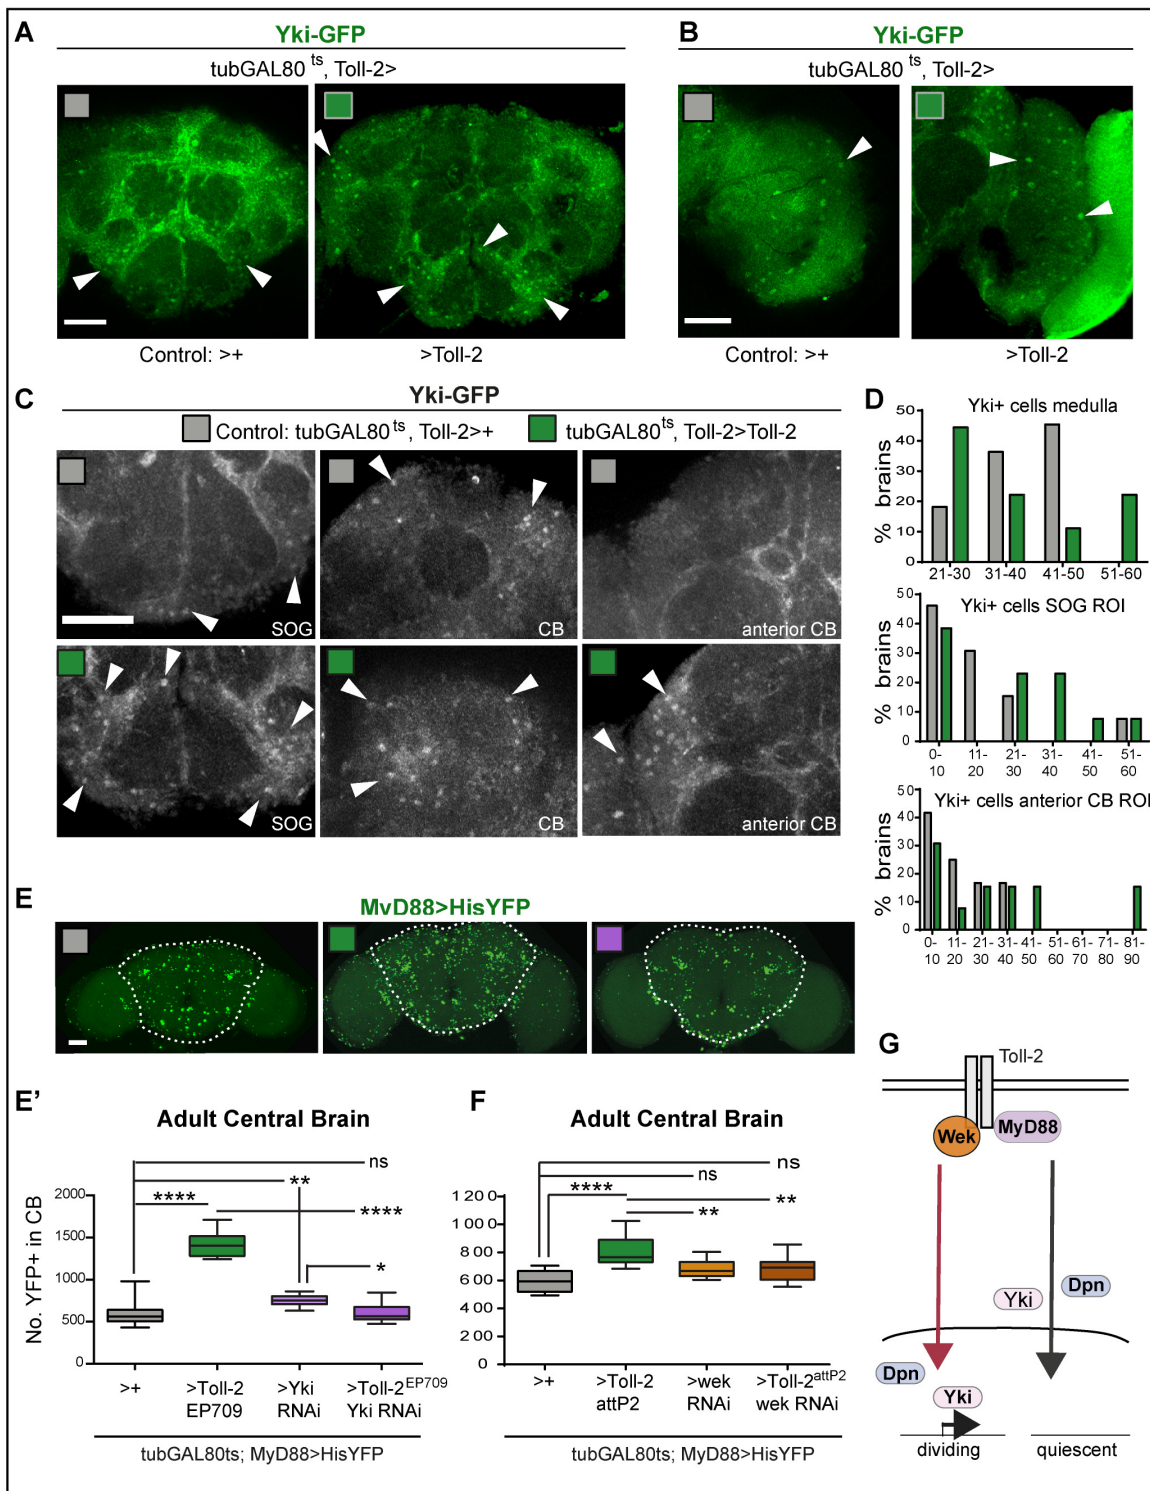 A
Yki-GFP
tubGAL80 ts, Toll-2>
Control: >+
>Toll-2
B
Yki-GFP
tubGAL80 ts, Toll-2>
Control: >+
>Toll-2
C
Yki-GFP
Control: tubGAL80ts, Toll-2>+
tubGAL80ts, Toll-2>Toll-2
SOG
CB
anterior CB
SOG
CB
anterior CB
D
Yki+ cells medulla
% brains
50
40
30
20
10
0
21-30 31-40 41-50 51-60
Yki+ cells SOG ROI
% brains
50
40
30
20
10
0
0-10 11-20 21-30 31-40 41-50 51-60
Yki+ cells anterior CB ROI
% brains
50
40
30
20
10
0
0-10 11-20 21-30 31-40 41-50 51-60 61-70 71-80 81-90
E
MyD88>HisYFP
E'
Adult Central Brain
No. YFP+ in CB
ns
**
****
****
*
2000
1500
1000
500
0
>+
>Toll-2 EP709
>Yki RNAi
>Toll-2EP709 Yki RNAi
tubGAL80ts; MyD88>HisYFP
F
Adult Central Brain
ns
ns
****
**
**
1200
1000
800
600
400
200
0
>+
>Toll-2 attP2
>wek RNAi
>Toll-2attP2 wek RNAi
tubGAL80ts; MyD88>HisYFP
G
Toll-2
Wek
MyD88
Yki
Dpn
Dpn
Yki
dividing
quiescent